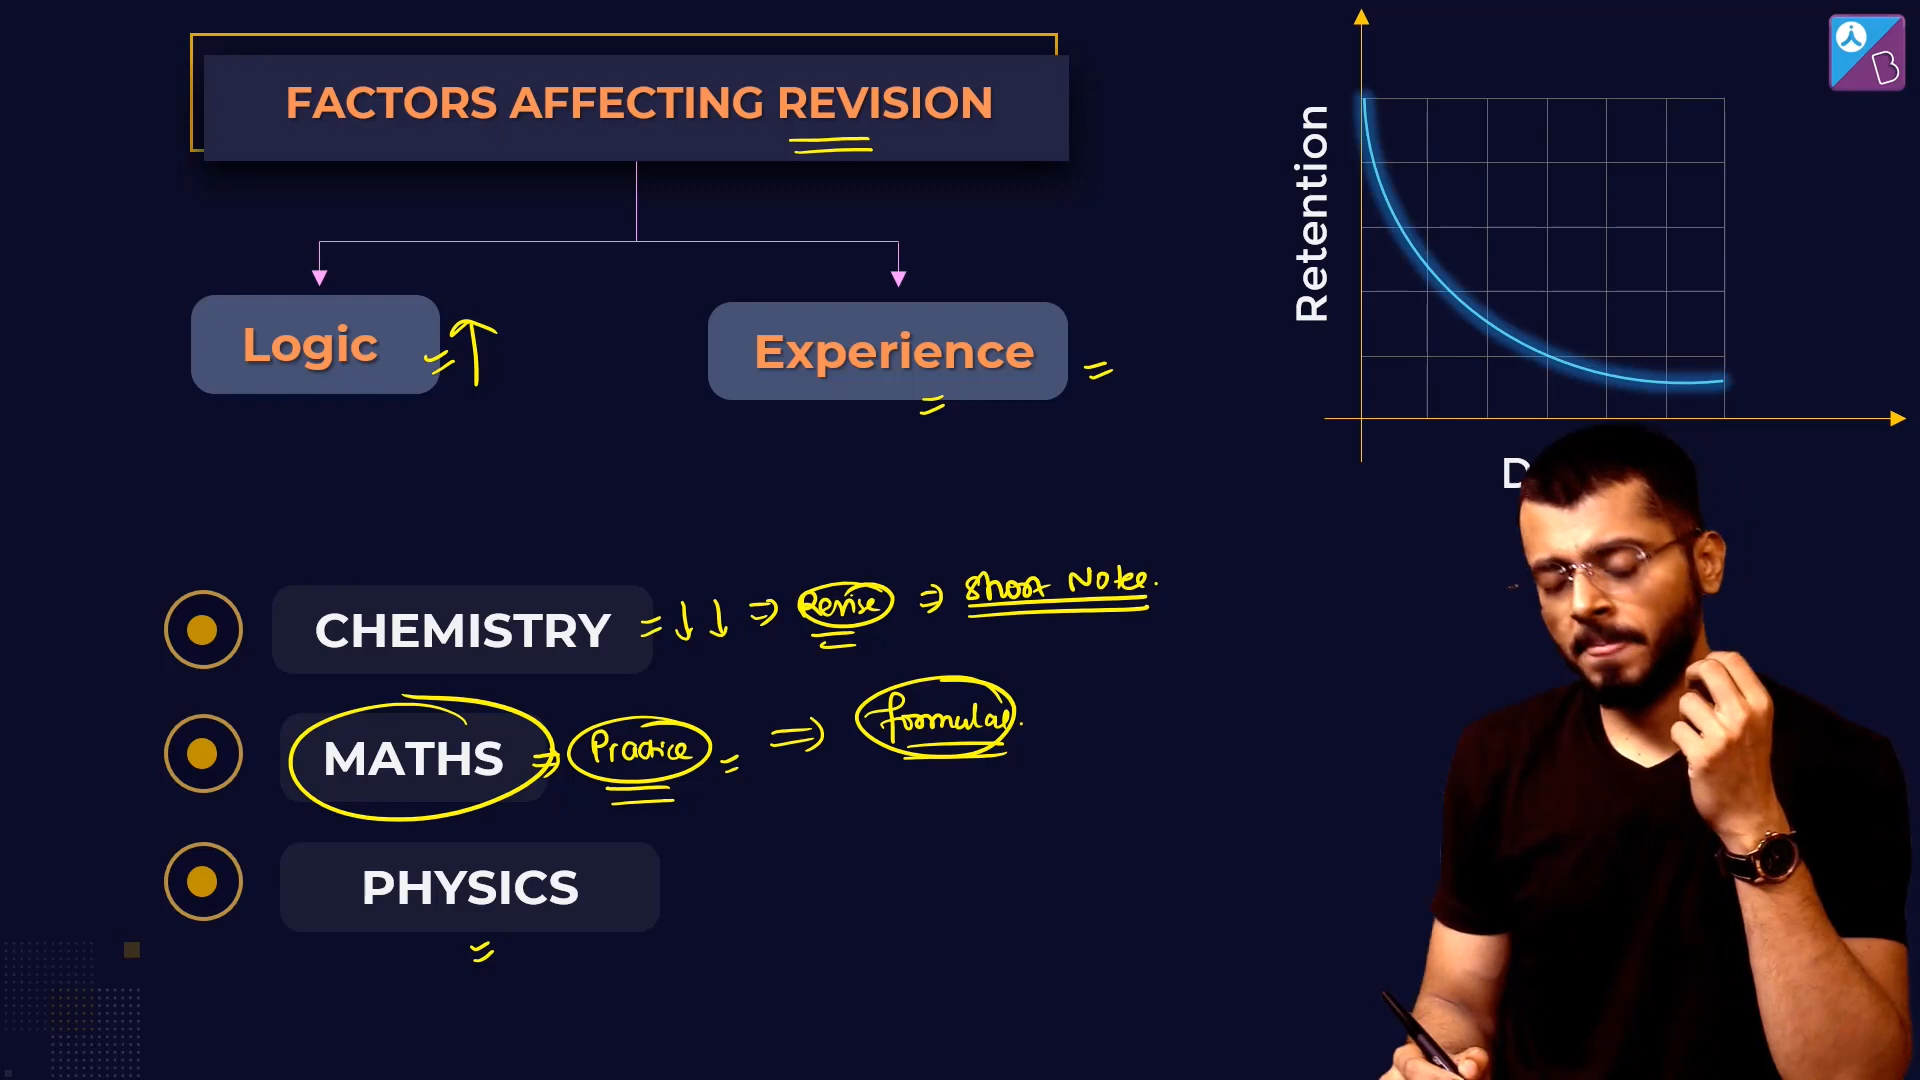 FACTORS AFFECTING REVISION
Logic
Experience
Retention
D
CHEMISTRY = ↓ ↓ ⇒ Revise ⇒ Short Notes.
MATHS ⇒ Practice = ⇒ formulae.
PHYSICS
B